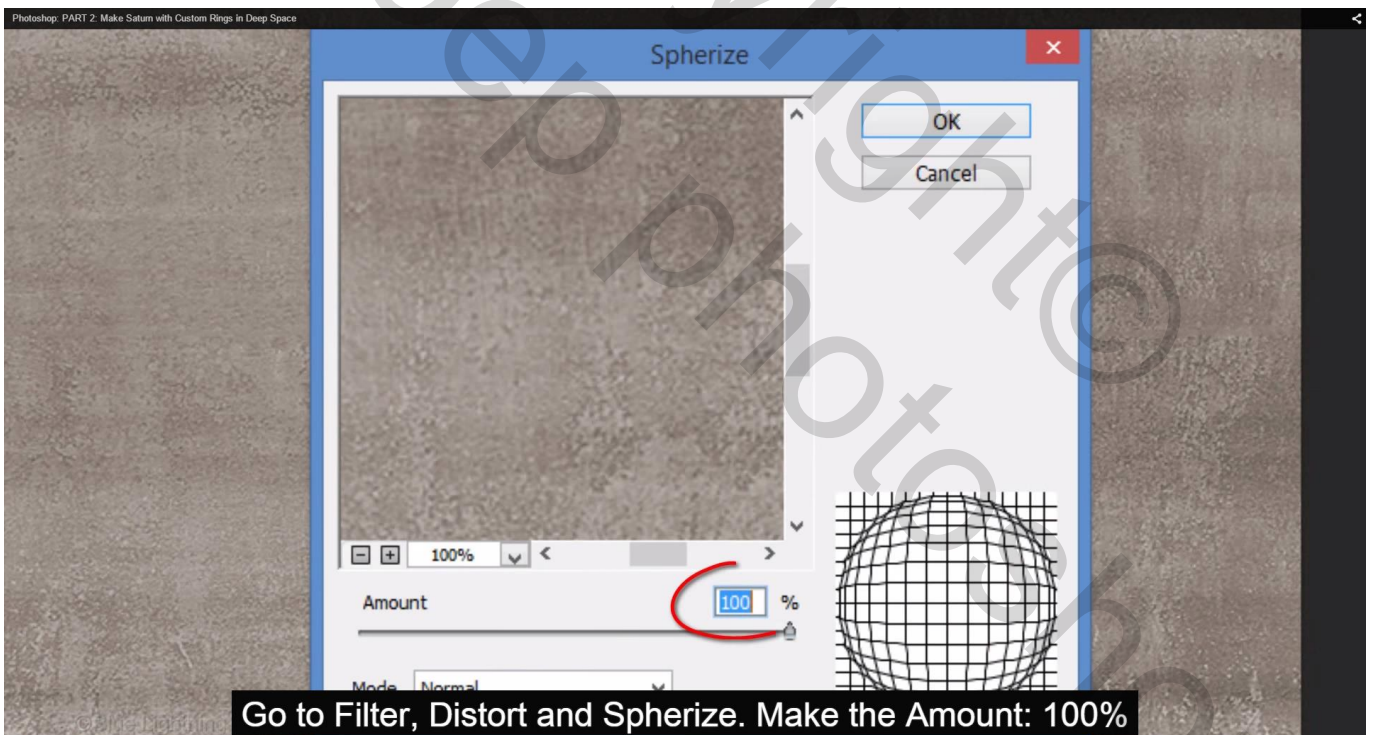 Photoshop: PART 2: Make Saturn with Custom Rings in Deep Space
Spherize
OK
Cancel
100%
Amount 100 %
Mode Normal
Go to Filter, Distort and Spherize. Make the Amount: 100%